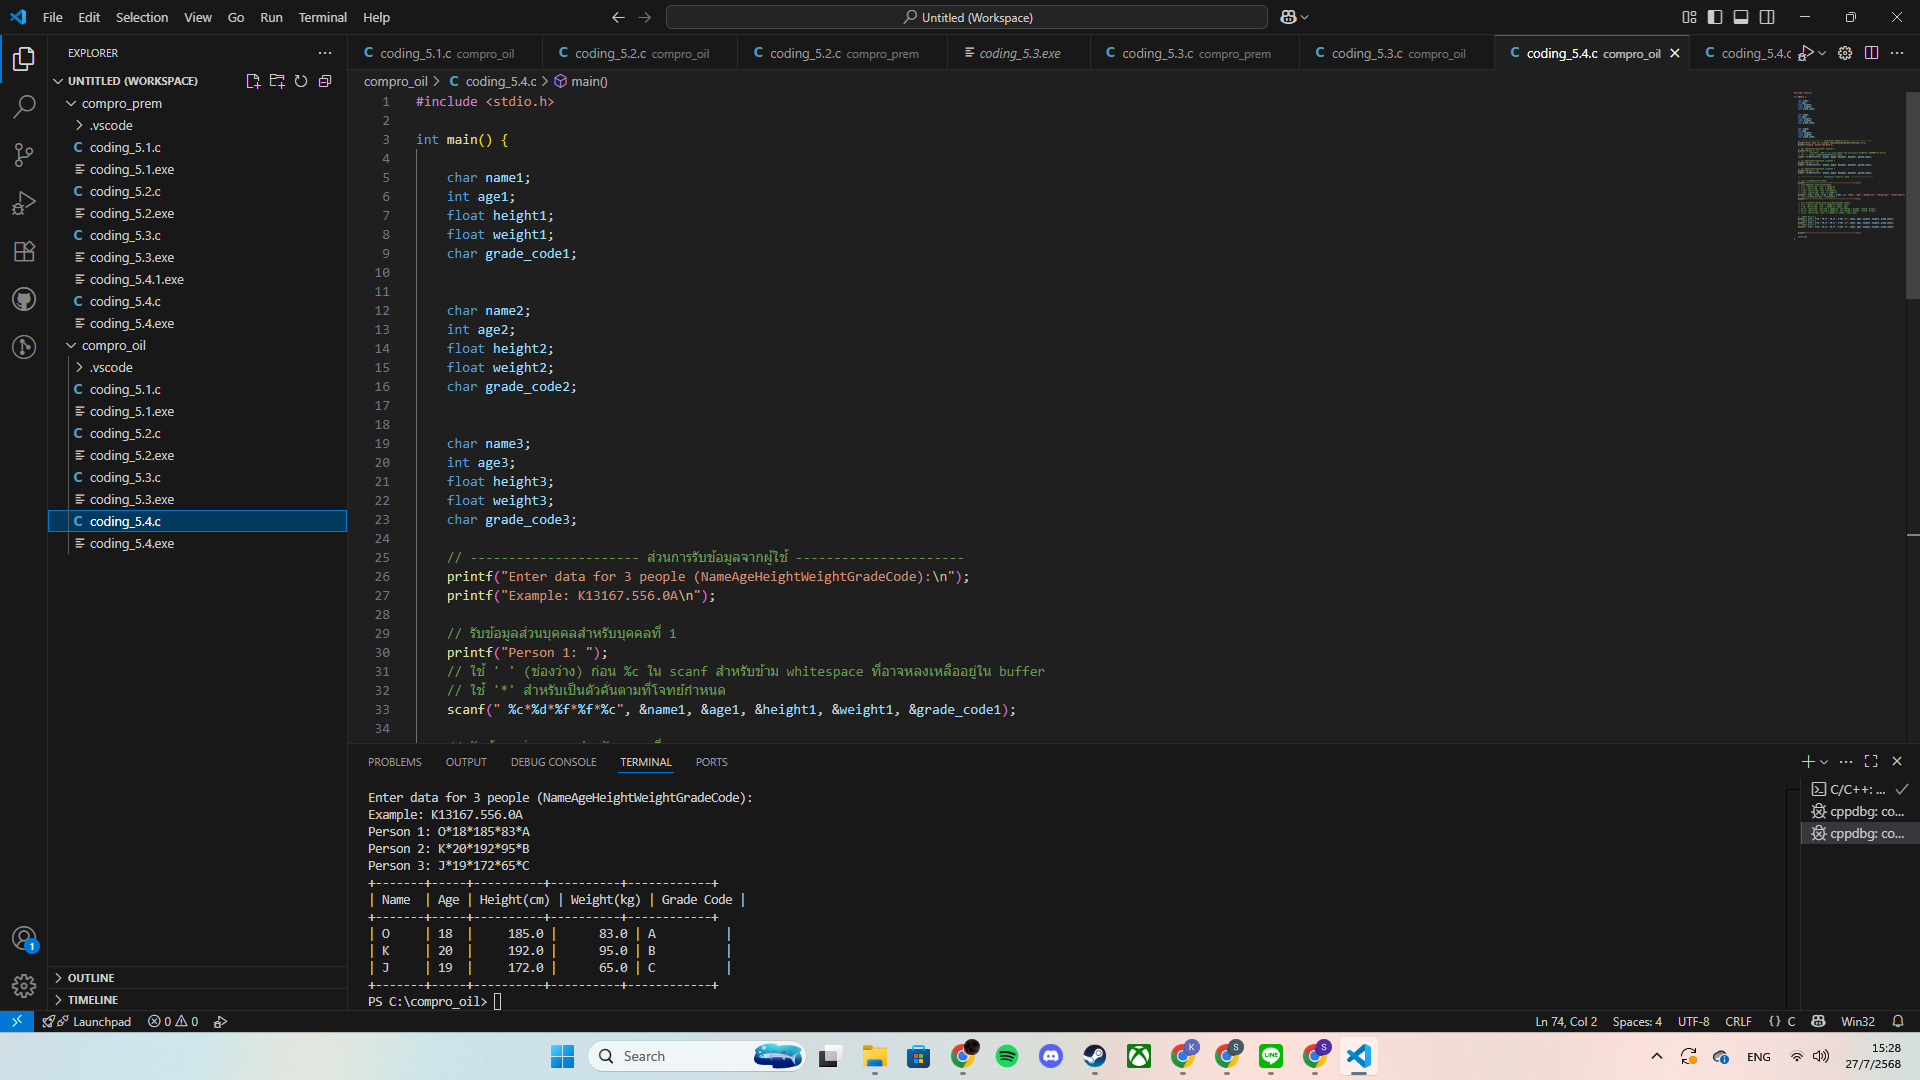 File Edit Selection View Go Run Terminal Help
Untitled (Workspace)
EXPLORER
UNTITLED (WORKSPACE)
compro_prem
.vscode
coding_5.1.c
coding_5.1.exe
coding_5.2.c
coding_5.2.exe
coding_5.3.c
coding_5.3.exe
coding_5.4.1.exe
coding_5.4.c
coding_5.4.exe
compro_oil
.vscode
coding_5.1.c
coding_5.1.exe
coding_5.2.c
coding_5.2.exe
coding_5.3.c
coding_5.3.exe
coding_5.4.c
coding_5.4.exe
OUTLINE
TIMELINE
coding_5.1.c compro_oil
coding_5.2.c compro_oil
coding_5.2.c compro_prem
coding_5.3.exe
coding_5.3.c compro_prem
coding_5.3.c compro_oil
coding_5.4.c compro_oil
coding_5.4.c
compro_oil > C coding_5.4.c > main()
1 #include <stdio.h>
2
3 int main() {
4
5 char name1;
6 int age1;
7 float height1;
8 float weight1;
9 char grade_code1;
10
11
12 char name2;
13 int age2;
14 float height2;
15 float weight2;
16 char grade_code2;
17
18
19 char name3;
20 int age3;
21 float height3;
22 float weight3;
23 char grade_code3;
24
25 // ---------------------- ส่วนการรับข้อมูลจากผู้ใช้ ----------------------
26 printf("Enter data for 3 people (NameAgeHeightWeightGradeCode):\n");
27 printf("Example: K13167.556.0A\n");
28
29 // รับข้อมูลส่วนบุคคลสำหรับบุคคลที่ 1
30 printf("Person 1: ");
31 // ใช้ ' ' (ช่องว่าง) ก่อน %c ใน scanf สำหรับข้าม whitespace ที่อาจหลงเหลืออยู่ใน buffer
32 // ใช้ '*' สำหรับเป็นตัวคั่นตามที่โจทย์กำหนด
33 scanf(" %c*%d*%f*%f*%c", &name1, &age1, &height1, &weight1, &grade_code1);
34
PROBLEMS OUTPUT DEBUG CONSOLE TERMINAL PORTS
Enter data for 3 people (NameAgeHeightWeightGradeCode):
Example: K13167.556.0A
Person 1: O*18*185*83*A
Person 2: K*20*192*95*B
Person 3: J*19*172*65*C
+-------+-----+----------+----------+------------+
| Name | Age | Height(cm) | Weight(kg) | Grade Code |
+-------+-----+----------+----------+------------+
| O | 18 | 185.0 | 83.0 | A |
| K | 20 | 192.0 | 95.0 | B |
| J | 19 | 172.0 | 65.0 | C |
+-------+-----+----------+----------+------------+
PS C:\compro_oil>
C/C++: ...
cppdbg: co...
cppdbg: co...
1
Launchpad 0 0
Ln 74, Col 2 Spaces: 4 UTF-8 CRLF {} C Win32
Search
K
S
LINE
S
ENG
15:28
27/7/2568